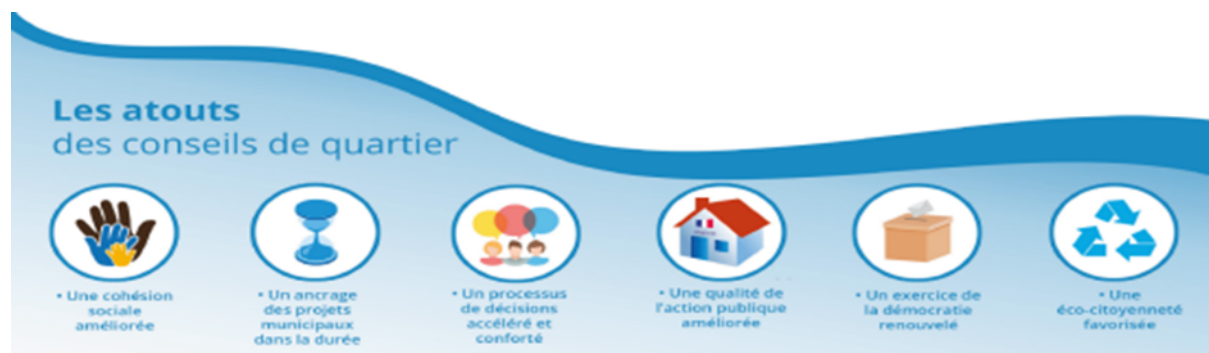 Les atouts
des conseils de quartier
• Une cohésion
sociale
améliorée
• Un ancrage
des projets
municipaux
dans la durée
• Un processus
de décisions
accéléré et
conforté
• Une qualité de
l'action publique
améliorée
• Un exercice de
la démocratie
renouvelé
• Une
éco-citoyenneté
favorisée